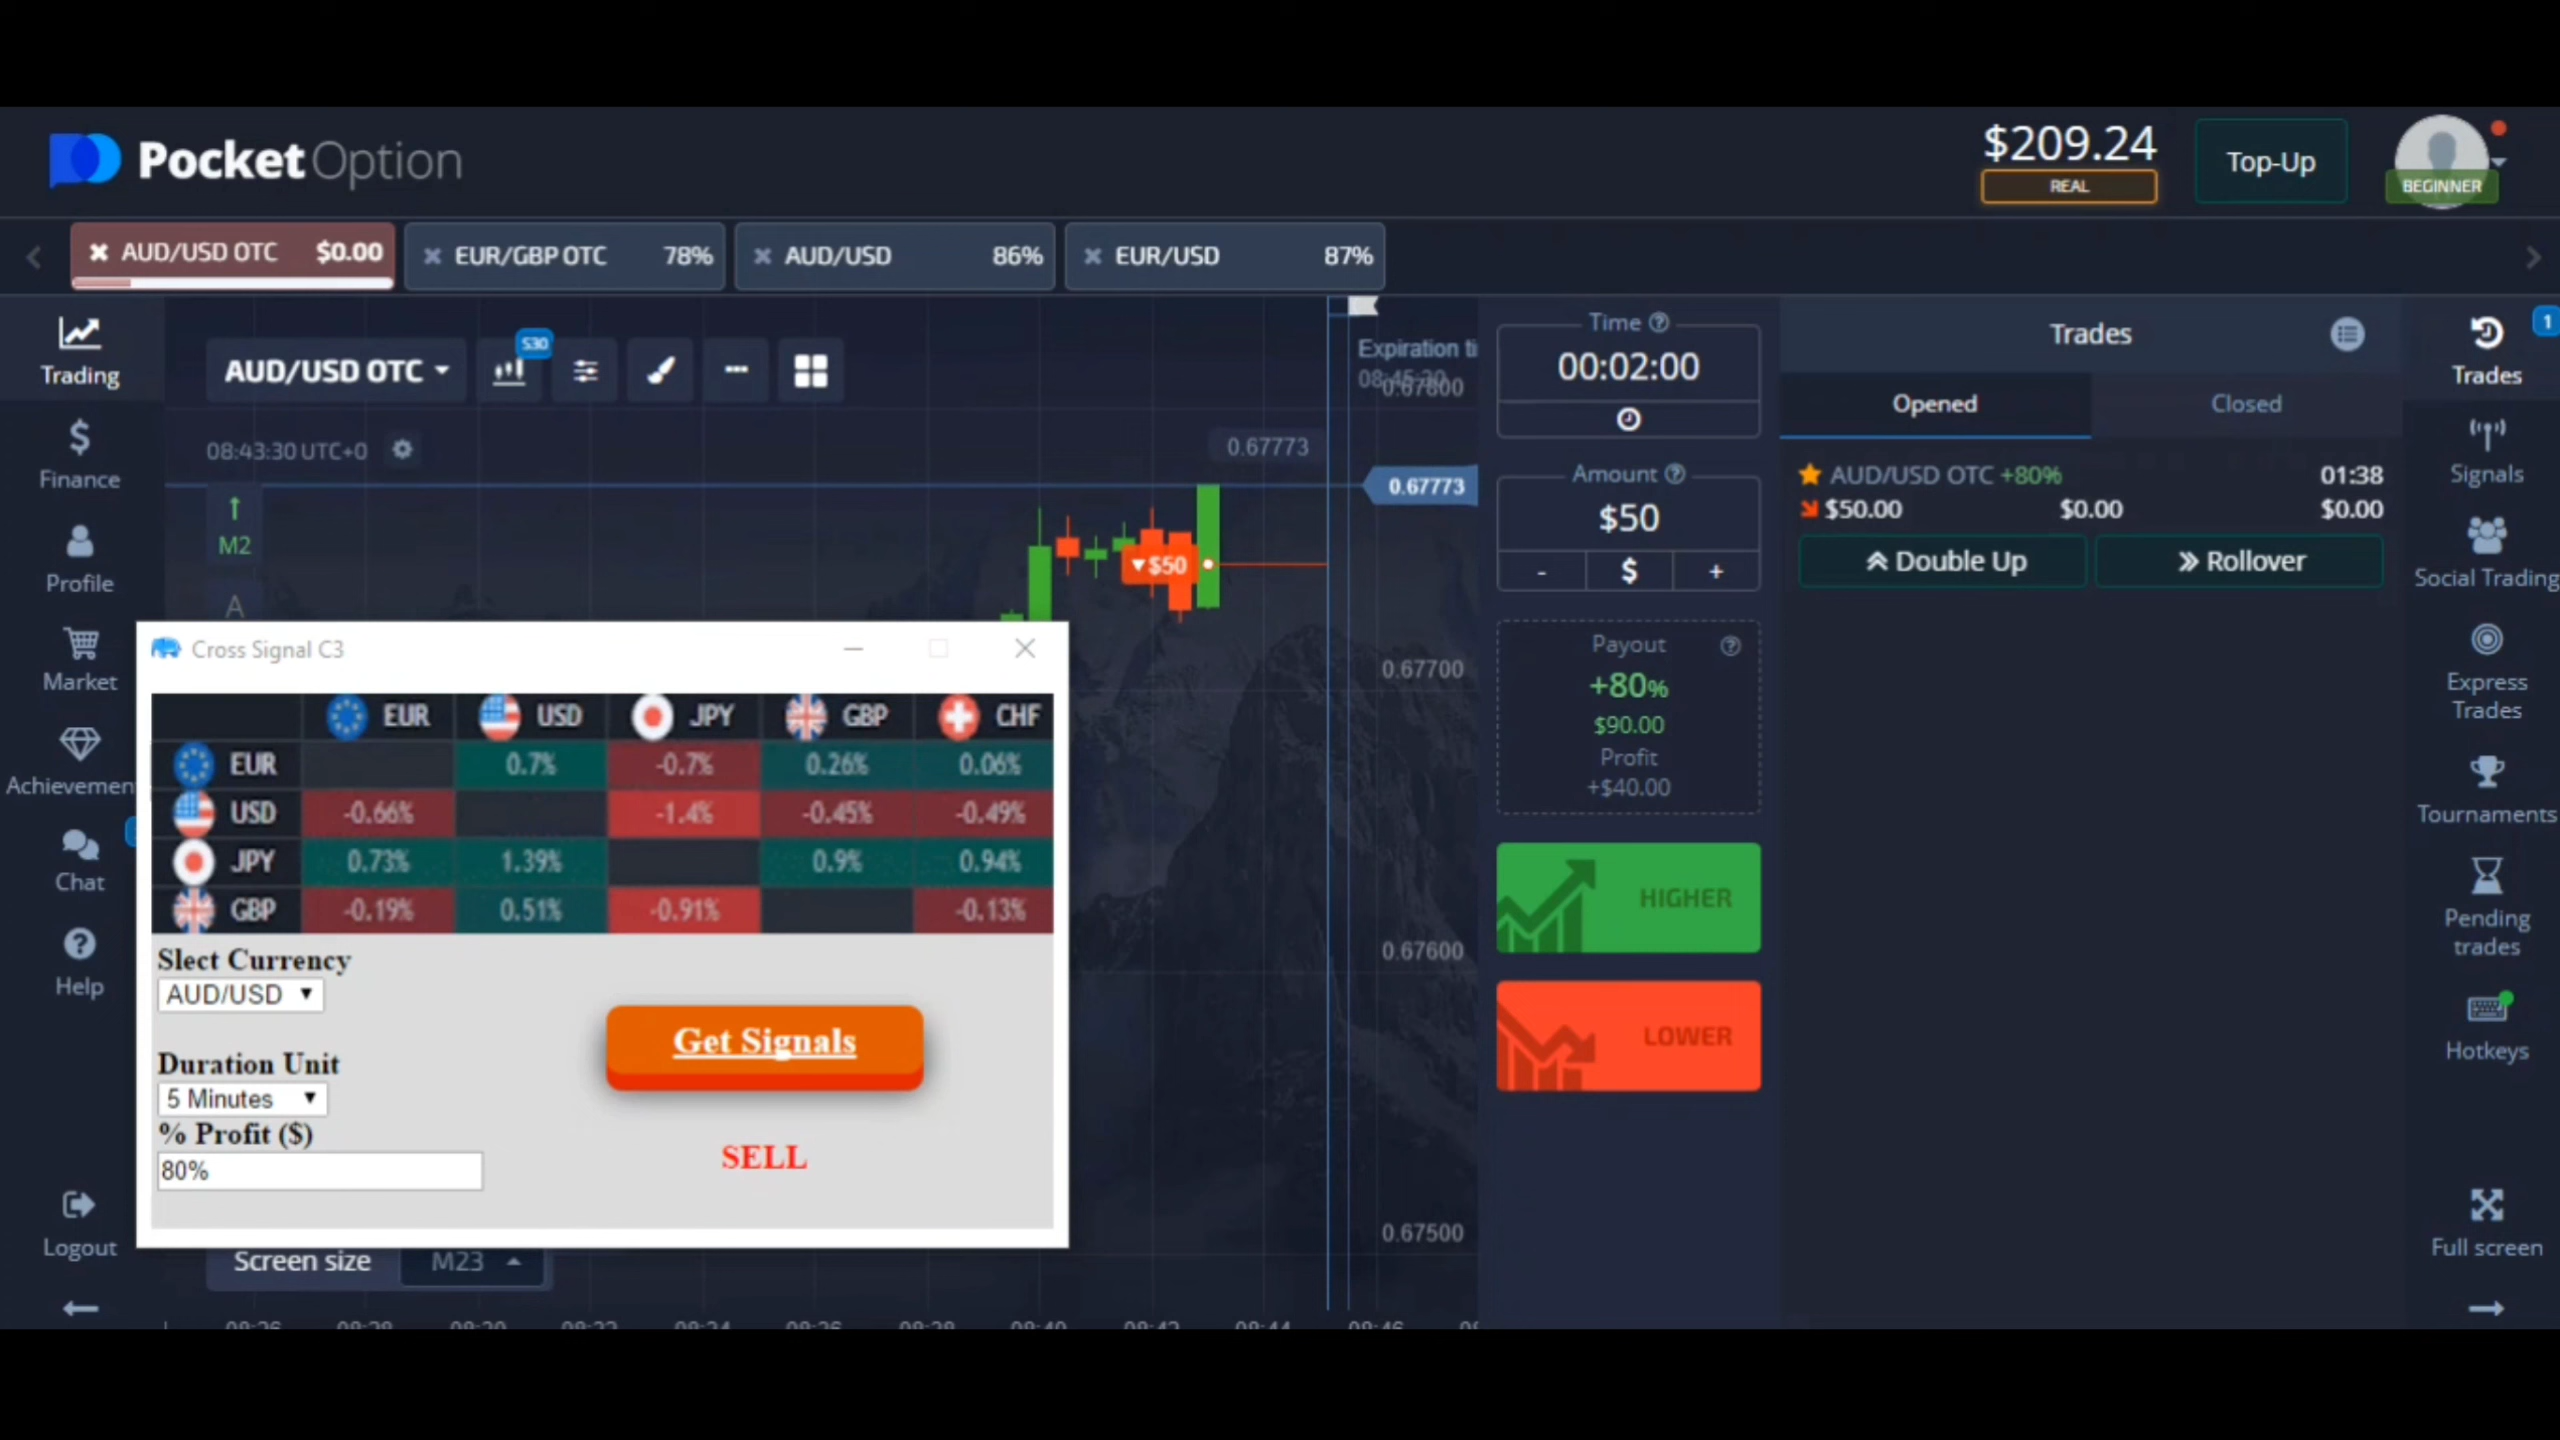 PocketOption
$209.24
REAL
Top-Up
BEGINNER
AUD/USD OTC $0.00
EUR/GBP OTC 78%
AUD/USD 86%
EUR/USD 87%
Trading
Finance
Profile
Market
Achievemen
Chat
Help
Logout
AUD/USD OTC
S30
08:43:30 UTC+0
M2
A
0.67773
Expiration ti
0.67800
0.67773
$50
0.67700
0.67600
0.67500
Cross Signal C3
EUR USD JPY GBP CHF
EUR 0.7% -0.7% 0.26% 0.06%
USD -0.66% -1.4% -0.45% -0.49%
JPY 0.73% 1.39% 0.9% 0.94%
GBP -0.19% 0.51% -0.91% -0.13%
Slect Currency
AUD/USD
Duration Unit
5 Minutes
% Profit ($)
80%
Get Signals
SELL
Screen size M23
Time
00:02:00
Amount
$50
- $ +
Payout
+80%
$90.00
Profit
+$40.00
HIGHER
LOWER
Trades
Opened Closed
AUD/USD OTC +80% 01:38
$50.00 $0.00 $0.00
Double Up
Rollover
1
Trades
Signals
Social Trading
Express
Trades
Tournaments
Pending
trades
Hotkeys
Full screen